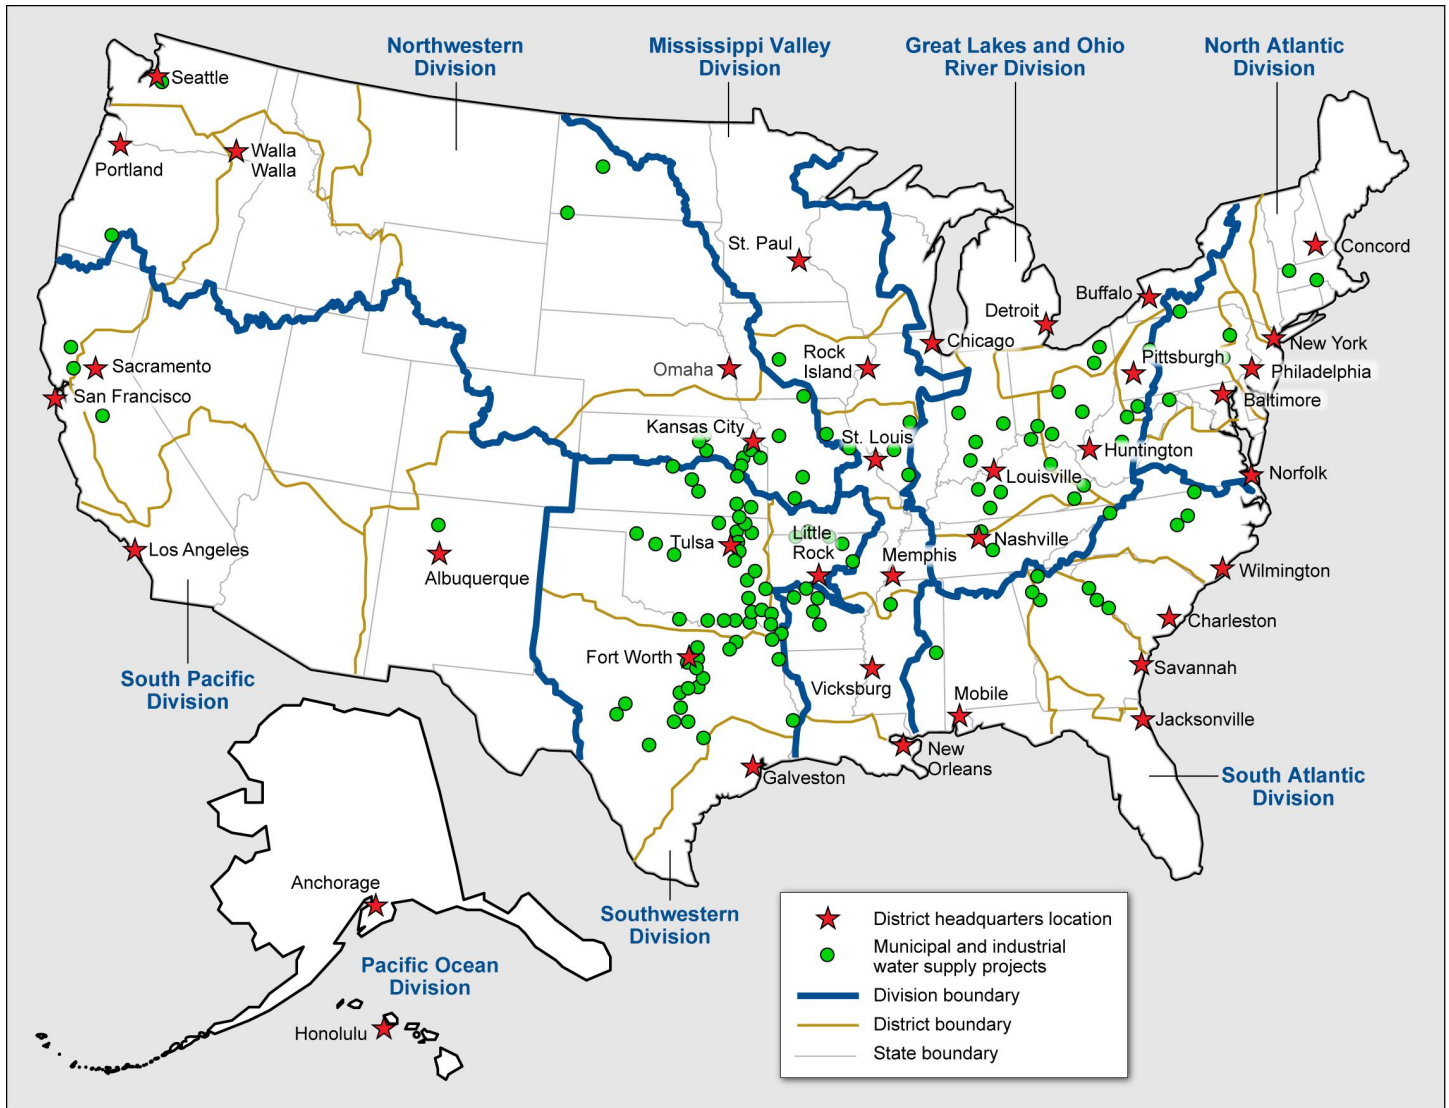 Northwestern
Division
Mississippi Valley
Division
Great Lakes and Ohio
River Division
North Atlantic
Division
Seattle
Portland
Walla
Walla
St. Paul
Concord
Buffalo
Detroit
Chicago
New York
Sacramento
San Francisco
Omaha
Rock
Island
Pittsburgh
Philadelphia
Baltimore
Kansas City
St. Louis
Huntington
Louisville
Norfolk
Los Angeles
Albuquerque
Tulsa
Little
Rock
Memphis
Nashville
Wilmington
Charleston
South Pacific
Division
Fort Worth
Vicksburg
Savannah
Mobile
Jacksonville
New
Orleans
Galveston
South Atlantic
Division
Anchorage
Southwestern
Division
Pacific Ocean
Division
Honolulu
District headquarters location
Municipal and industrial
water supply projects
Division boundary
District boundary
State boundary